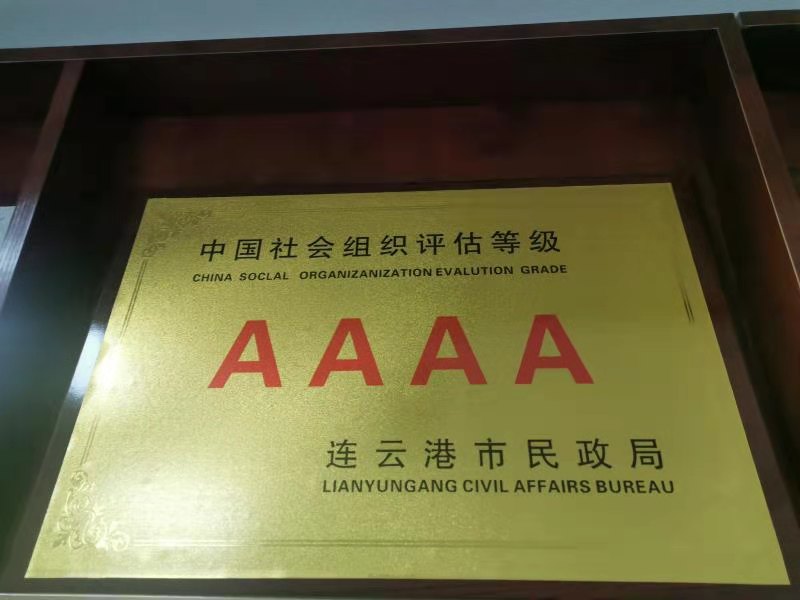 中国社会组织评估等级
CHINA SOCLAL ORGANIZANIZATION EVALUTION GRADE
AAAA
连云港市民政局
LIANYUNGANG CIVIL AFFAIRS BUREAU